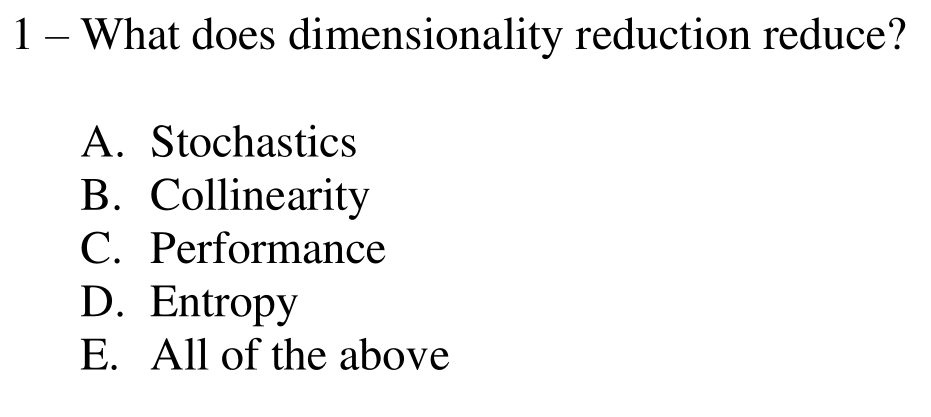 1 – What does dimensionality reduction reduce?
A. Stochastics
B. Collinearity
C. Performance
D. Entropy
E. All of the above